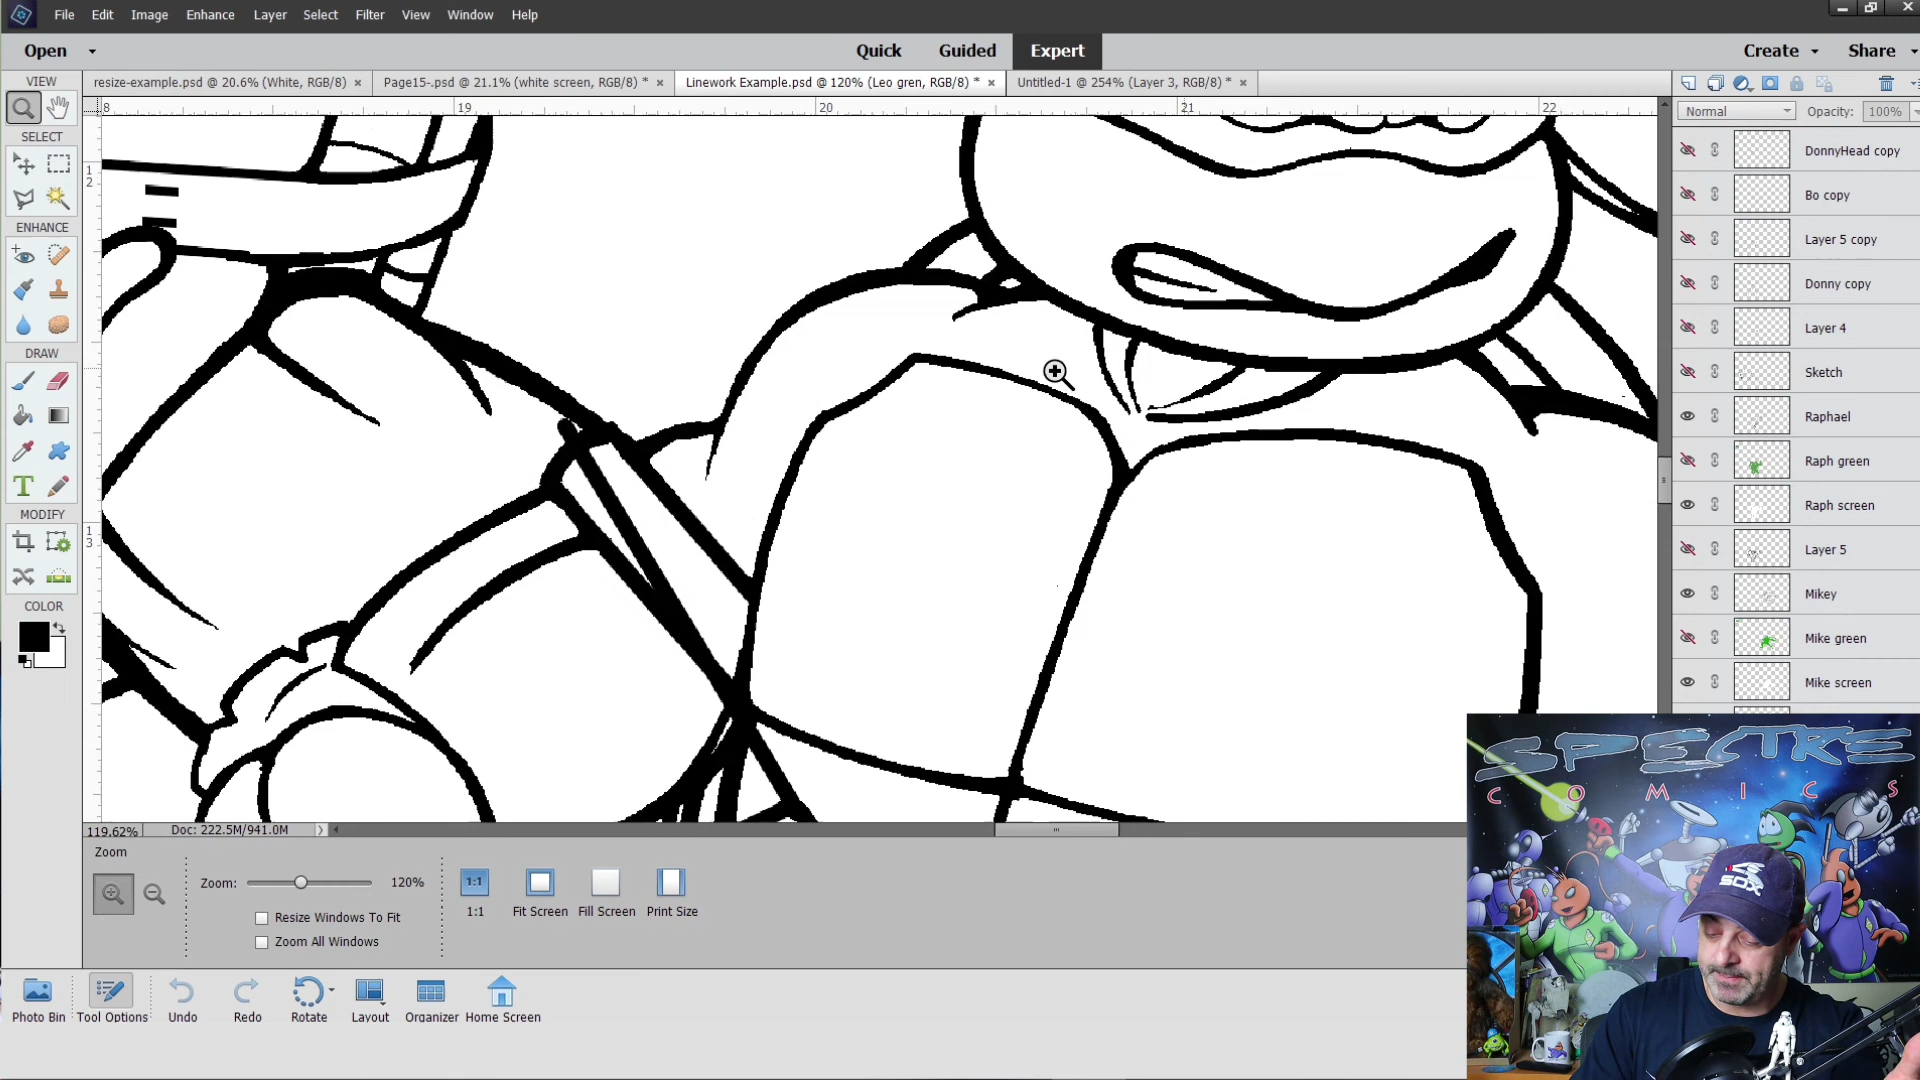 File Edit Image Enhance Layer Select Filter View Window Help
Open Quick Guided Expert Create Share
VIEW resize-example.psd @ 20.6% (White, RGB/8) × Page15-.psd @ 21.1% (white screen, RGB/8) * × Linework Example.psd @ 120% (Leo gren, RGB/8) * × Untitled-1 @ 254% (Layer 3, RGB/8) * ×
8 19 20 21 22
Normal Opacity: 100%
SELECT
DonnyHead copy
1
2
Bo copy
ENHANCE
Layer 5 copy
Donny copy
Layer 4
DRAW
Sketch
Raphael
Raph green
T
Raph screen
MODIFY
1
3
Layer 5
Mikey
COLOR
Mike green
Mike screen
SPECTRE
COMICS
119.62% Doc: 222.5M/941.0M
Zoom
Zoom: 120% 1:1
1:1 Fit Screen Fill Screen Print Size
Resize Windows To Fit
Zoom All Windows
SOX
Photo Bin Tool Options Undo Redo Rotate Layout Organizer Home Screen